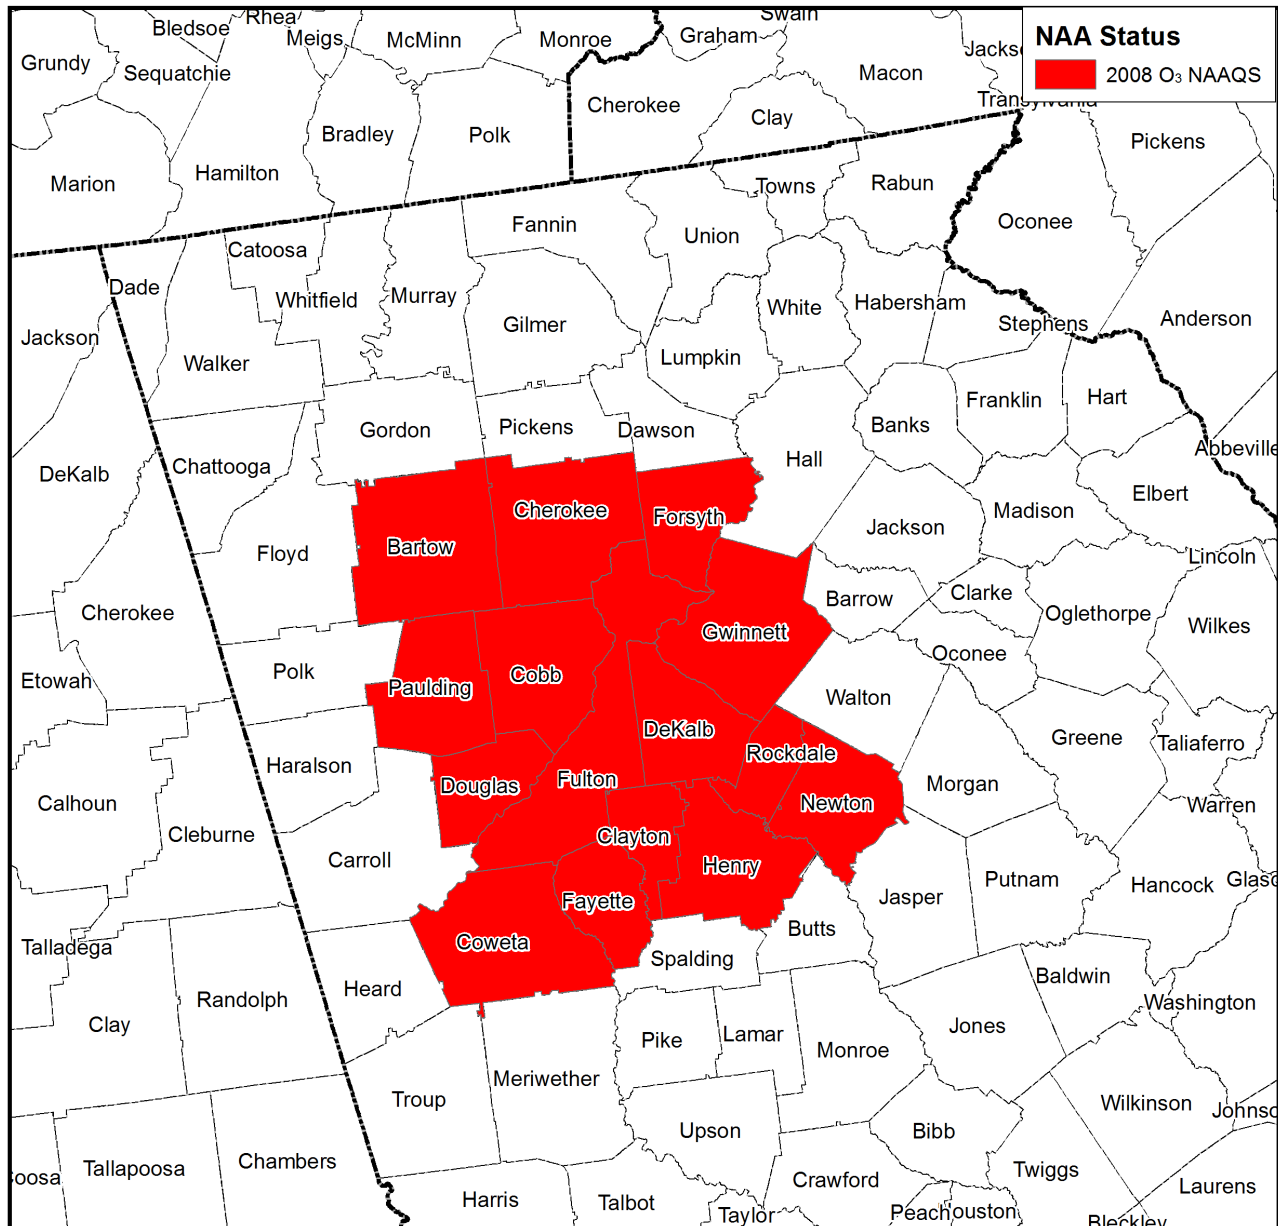 NAA Status
2008 O₃ NAAQS
Rhea
Swain
Bledsoe
Meigs
McMinn
Monroe
Graham
Grundy
Sequatchie
Macon
Cherokee
Clay
Transylvania
Bradley
Polk
Pickens
Hamilton
Marion
Towns
Rabun
Oconee
Fannin
Union
Catoosa
Dade
Whitfield
Murray
White
Habersham
Jackson
Gilmer
Stephens
Anderson
Walker
Lumpkin
Franklin
Hart
Gordon
Pickens
Dawson
Banks
Abbeville
DeKalb
Chattooga
Hall
Elbert
Cherokee
Forsyth
Madison
Jackson
Bartow
Floyd
Lincoln
Cherokee
Barrow
Clarke
Oglethorpe
Wilkes
Gwinnett
Oconee
Etowah
Polk
Paulding
Cobb
Walton
DeKalb
Greene
Taliaferro
Haralson
Rockdale
Douglas
Fulton
Morgan
Calhoun
Newton
Warren
Cleburne
Clayton
Carroll
Henry
Putnam
Hancock
Glasc
Jasper
Fayette
Butts
Talladega
Coweta
Spalding
Baldwin
Heard
Randolph
Washington
Clay
Jones
Pike
Lamar
Monroe
Meriwether
Troup
Wilkinson
Johnso
Upson
Bibb
Tallapoosa
Chambers
Twiggs
oosa
Crawford
Laurens
Harris
Talbot
Taylor
Peach
ouston
Bleckley